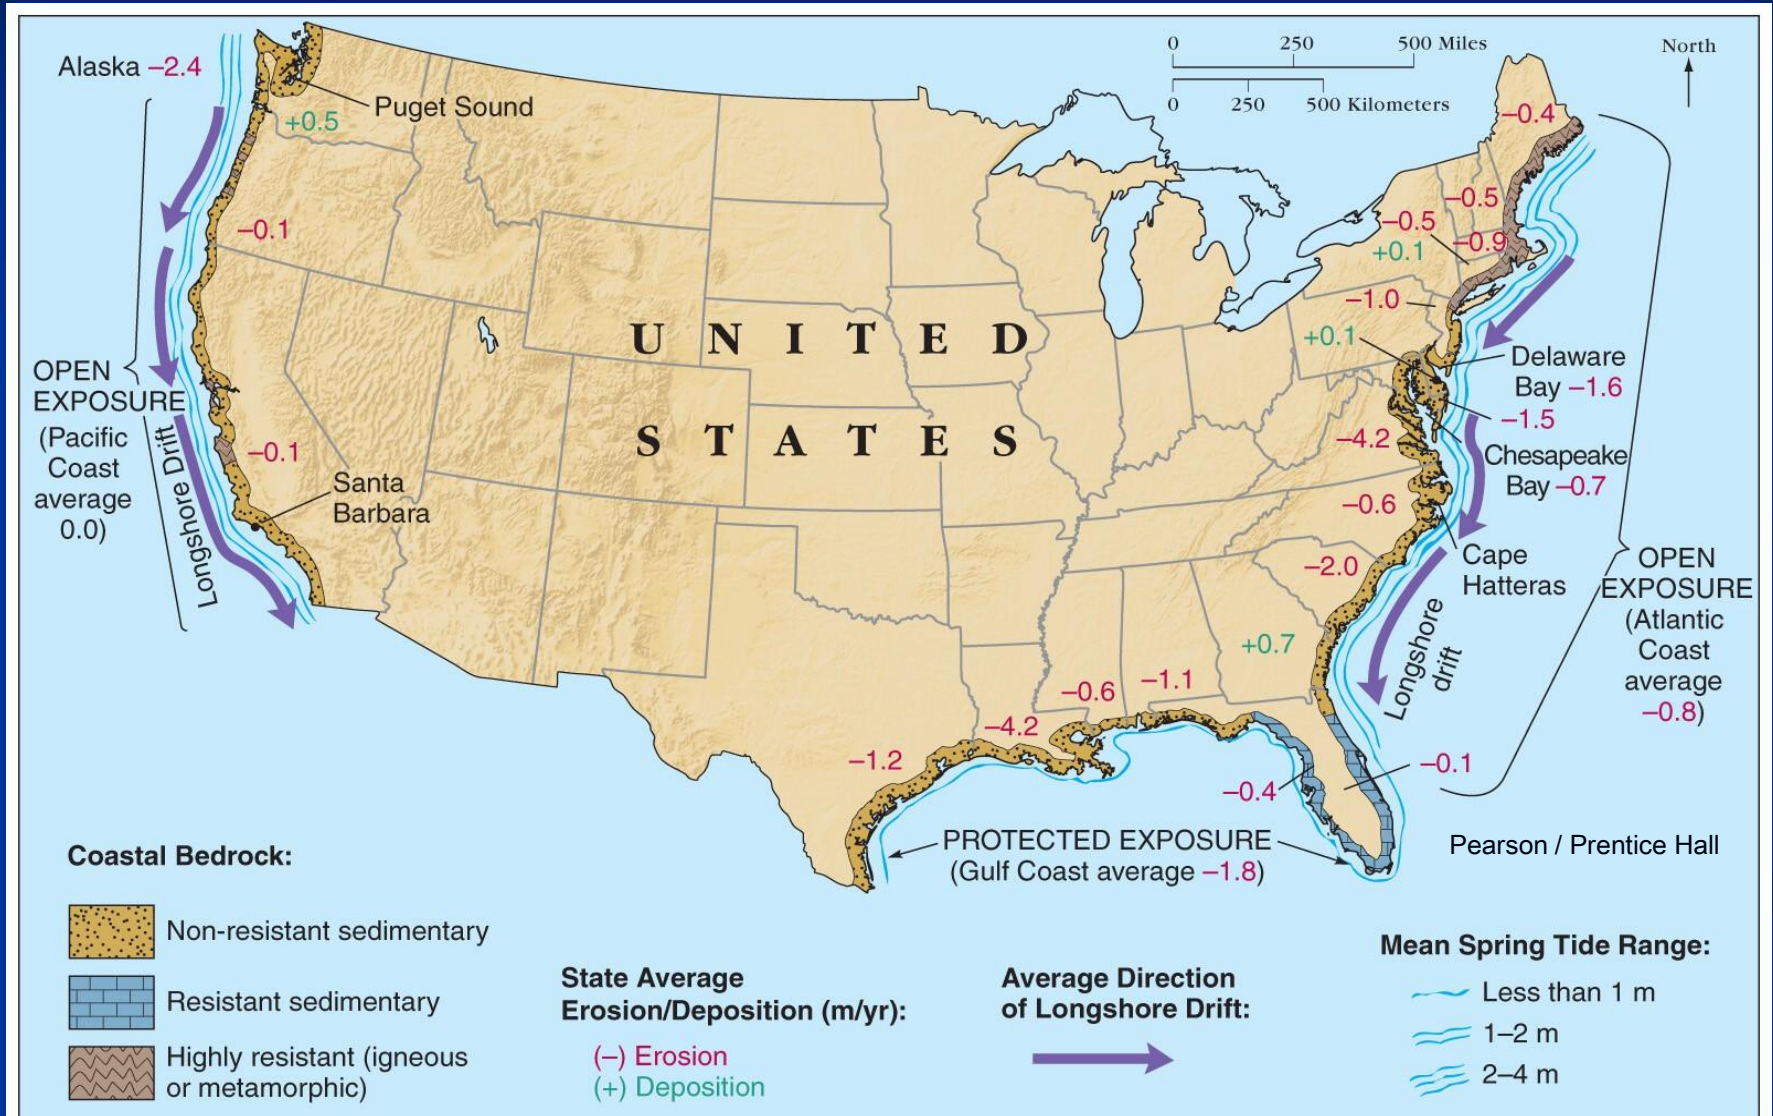 Alaska –2.4
Puget Sound
+0.5
–0.1
OPEN
EXPOSURE
(Pacific
Coast
average
0.0)
Longshore Drift
–0.1
Santa
Barbara
UNITED
STATES
0 250 500 Miles
0 250 500 Kilometers
North
–0.4
–0.5
–0.5
+0.1
–0.9
–1.0
+0.1
Delaware
Bay –1.6
–1.5
–4.2
Chesapeake
Bay –0.7
–0.6
Cape
Hatteras
–2.0
OPEN
EXPOSURE
(Atlantic
Coast
average
–0.8)
Longshore
drift
+0.7
–0.6
–1.1
–4.2
–1.2
–0.4
–0.1
PROTECTED EXPOSURE
(Gulf Coast average –1.8)
Pearson / Prentice Hall
Coastal Bedrock:
Non-resistant sedimentary
Resistant sedimentary
Highly resistant (igneous
or metamorphic)
State Average
Erosion/Deposition (m/yr):
(–) Erosion
(+) Deposition
Average Direction
of Longshore Drift:
Mean Spring Tide Range:
Less than 1 m
1–2 m
2–4 m